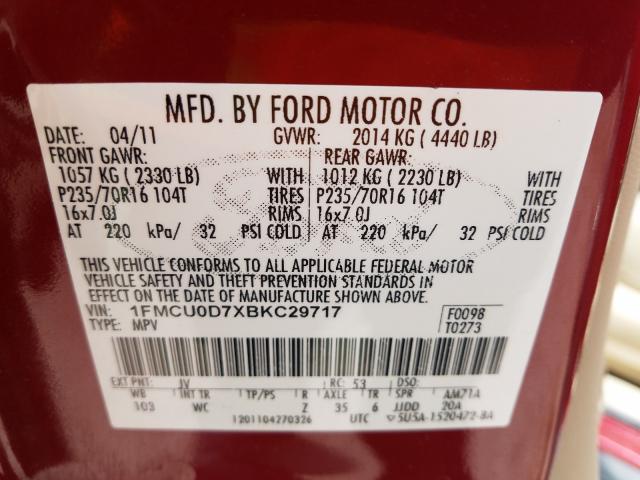 MFD. BY FORD MOTOR CO.
DATE: 04/11 GVWR: 2014 KG ( 4440 LB)
FRONT GAWR: REAR GAWR:
1057 KG ( 2330 LB) WITH 1012 KG ( 2230 LB) WITH
P235/70R16 104T TIRES P235/70R16 104T TIRES
16x7.0J RIMS 16x7.0J RIMS
AT 220 kPa/ 32 PSI COLD AT 220 kPa/ 32 PSI COLD
THIS VEHICLE CONFORMS TO ALL APPLICABLE FEDERAL MOTOR
VEHICLE SAFETY AND THEFT PREVENTION STANDARDS IN
EFFECT ON THE DATE OF MANUFACTURE SHOWN ABOVE.
VIN: 1FMCU0D7XBKC29717 F0098
TYPE: MPV T0273
EXT PNT: JV RC: 53 DSO:
WB INT TR TP/PS R AXLE TR SPR AM71A
103 WC Z 35 6 JJDD 20A
1201104270326 UTC 5U5A-1520472-BA